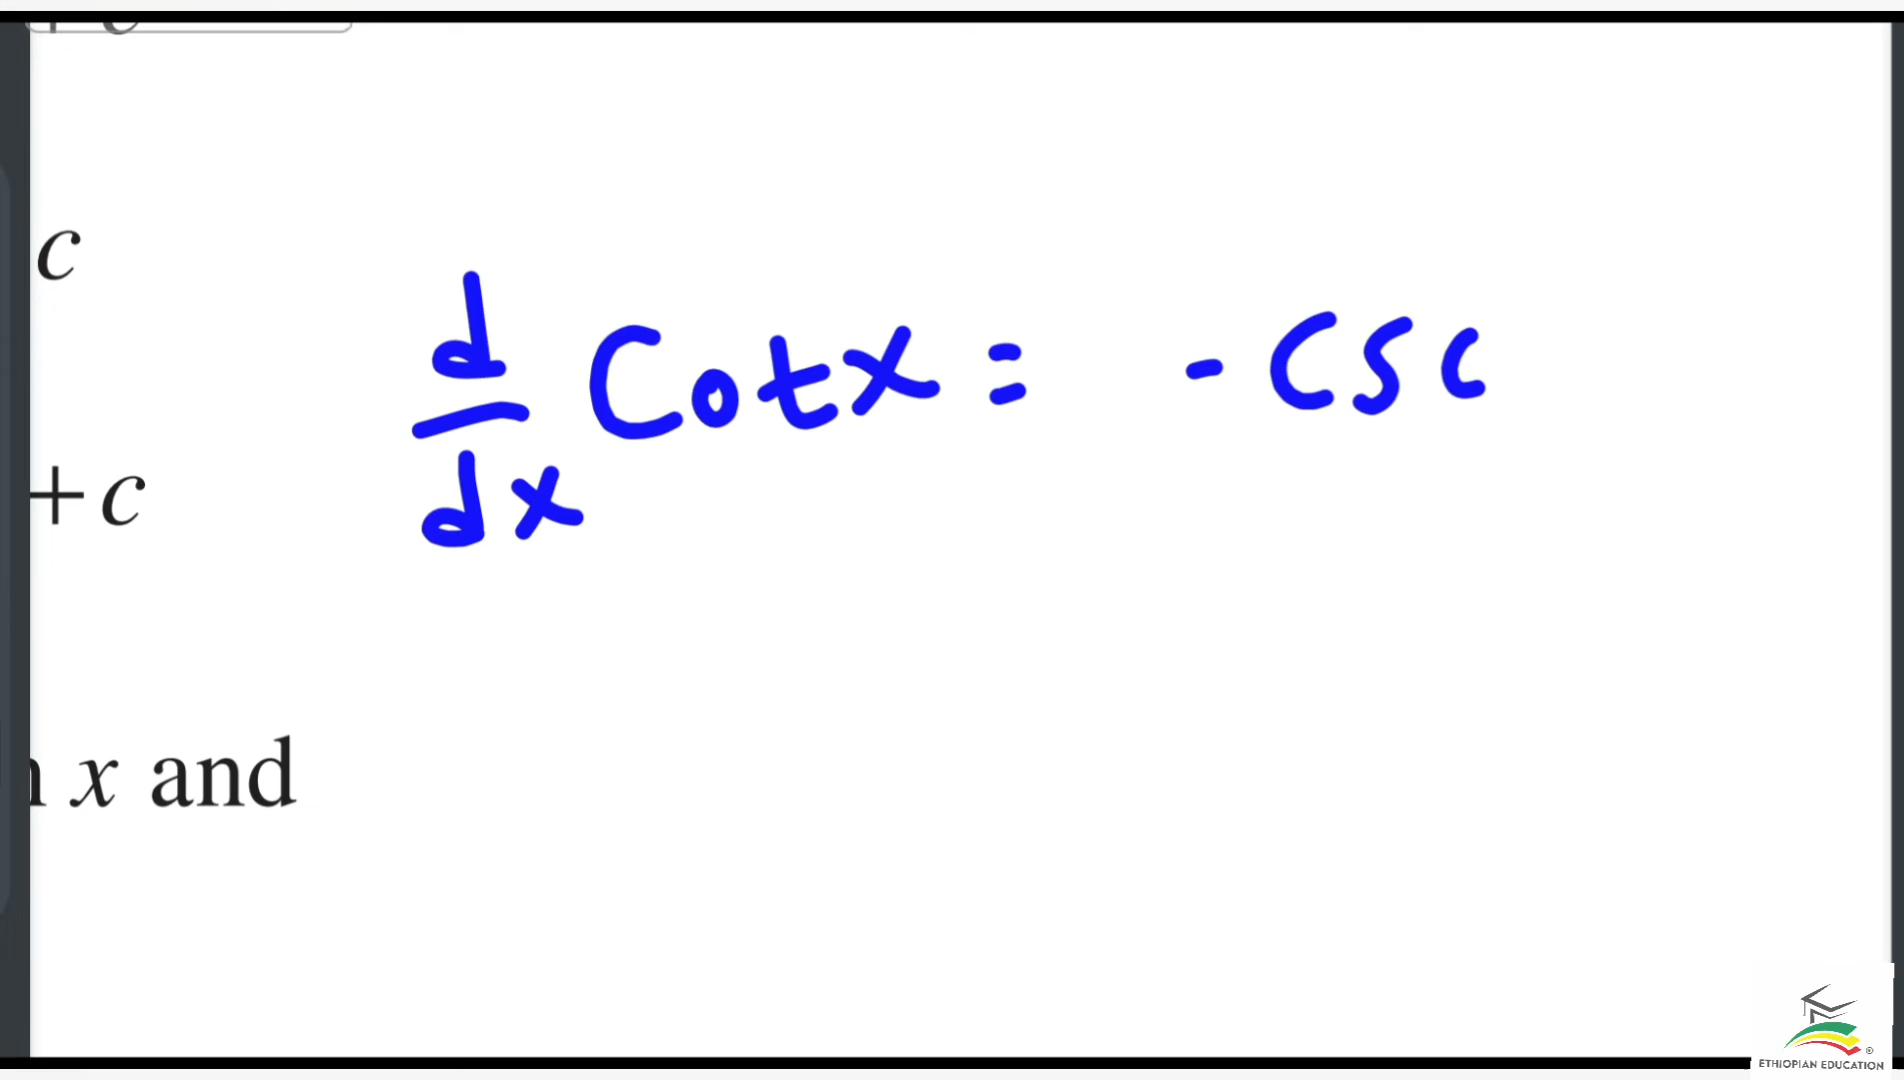 c
d/dx Cotx = - csc
+c
x and
ETHIOPIAN EDUCATION